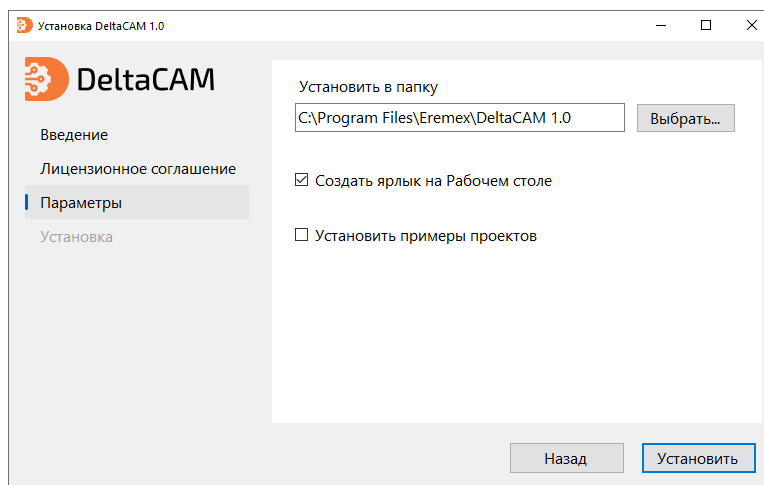 Установка DeltaCAM 1.0
DeltaCAM
Введение
Лицензионное соглашение
Параметры
Установка
Установить в папку
C:\Program Files\Eremex\DeltaCAM 1.0
Выбрать...
Создать ярлык на Рабочем столе
Установить примеры проектов
Назад
Установить